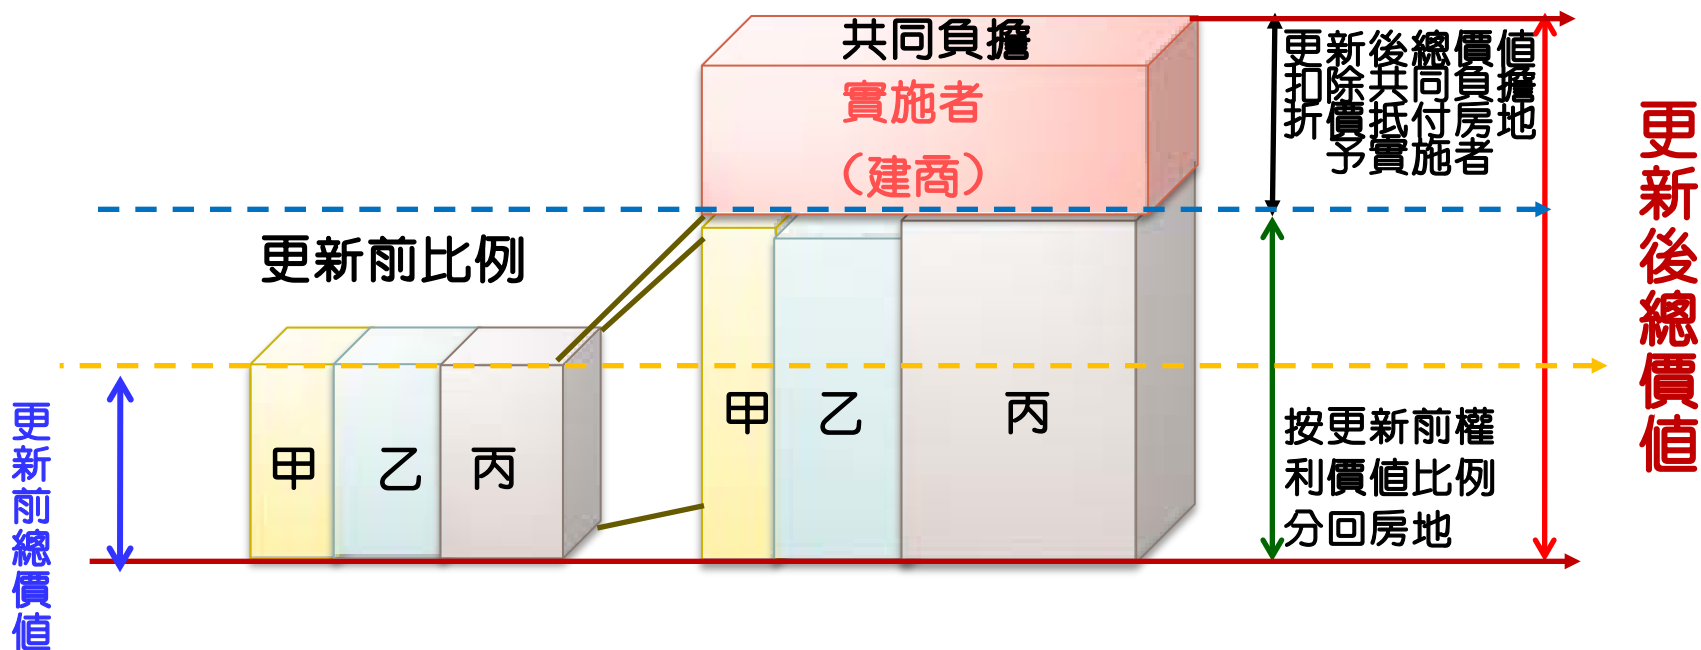 共同負擔
實施者
（建商）
更新後總價值
扣除共同負擔
折價抵付房地
予實施者
更新後總價值
更新前比例
甲
乙
丙
甲
乙
丙
按更新前權
利價值比例
分回房地
更新前總價值